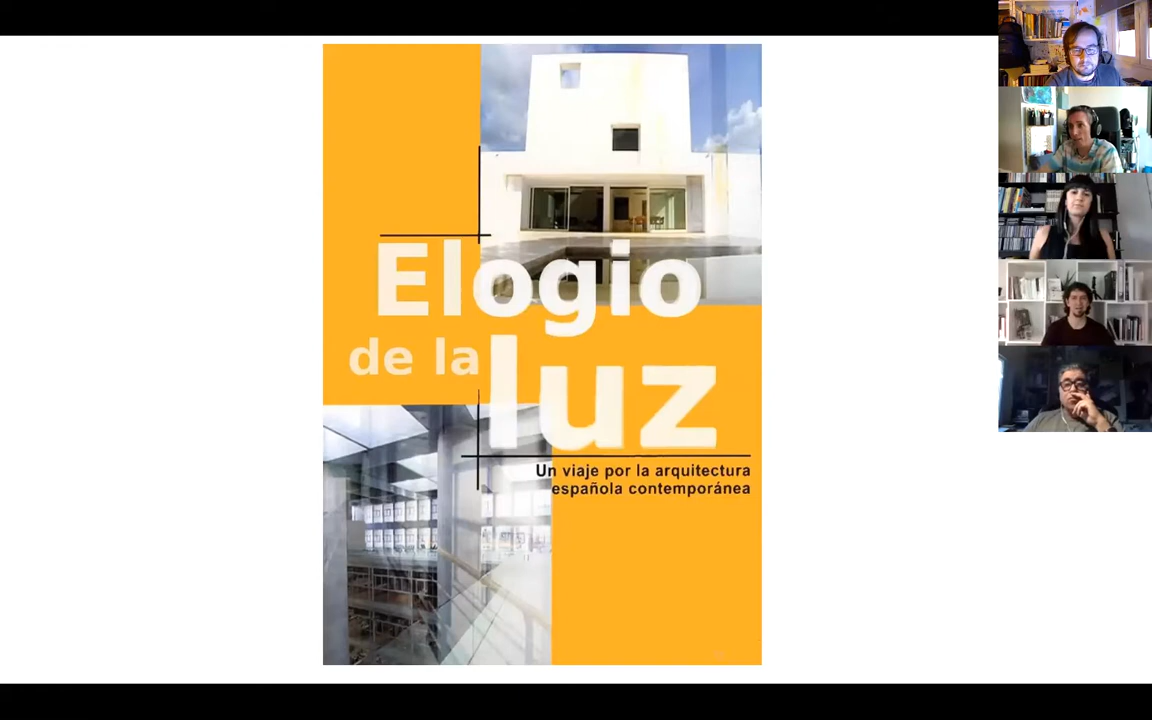 Elogio
de la luz
Un viaje por la arquitectura
española contemporánea